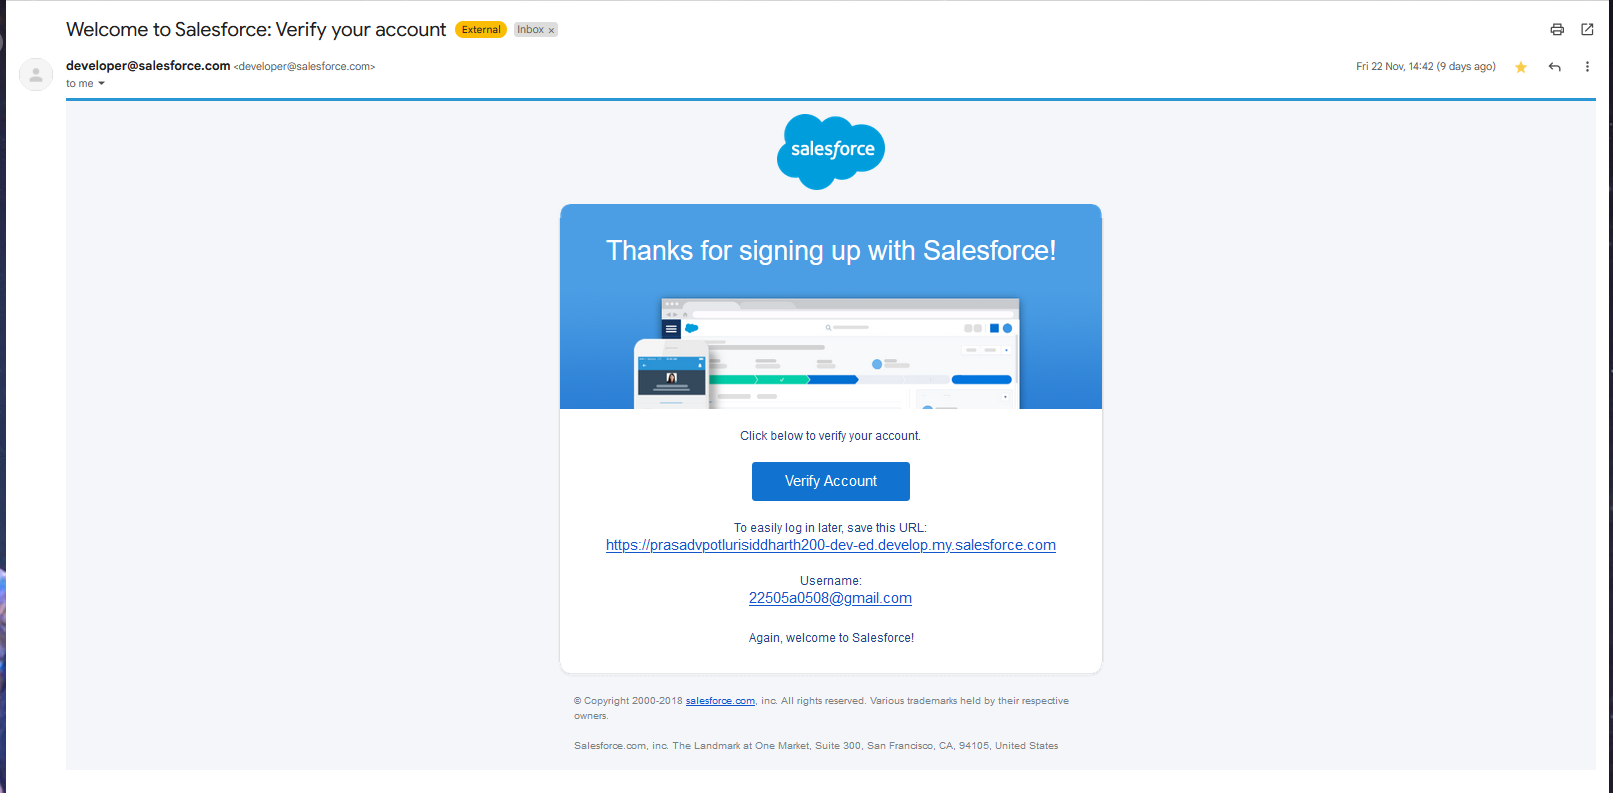 Welcome to Salesforce: Verify your account External Inbox x
developer@salesforce.com <developer@salesforce.com> Fri 22 Nov, 14:42 (9 days ago)
to me
salesforce
Thanks for signing up with Salesforce!
Click below to verify your account.
Verify Account
To easily log in later, save this URL:
https://prasadvpotlurisiddharth200-dev-ed.develop.my.salesforce.com
Username:
22505a0508@gmail.com
Again, welcome to Salesforce!
© Copyright 2000-2018 salesforce.com, inc. All rights reserved. Various trademarks held by their respective
owners.
Salesforce.com, inc. The Landmark at One Market, Suite 300, San Francisco, CA, 94105, United States